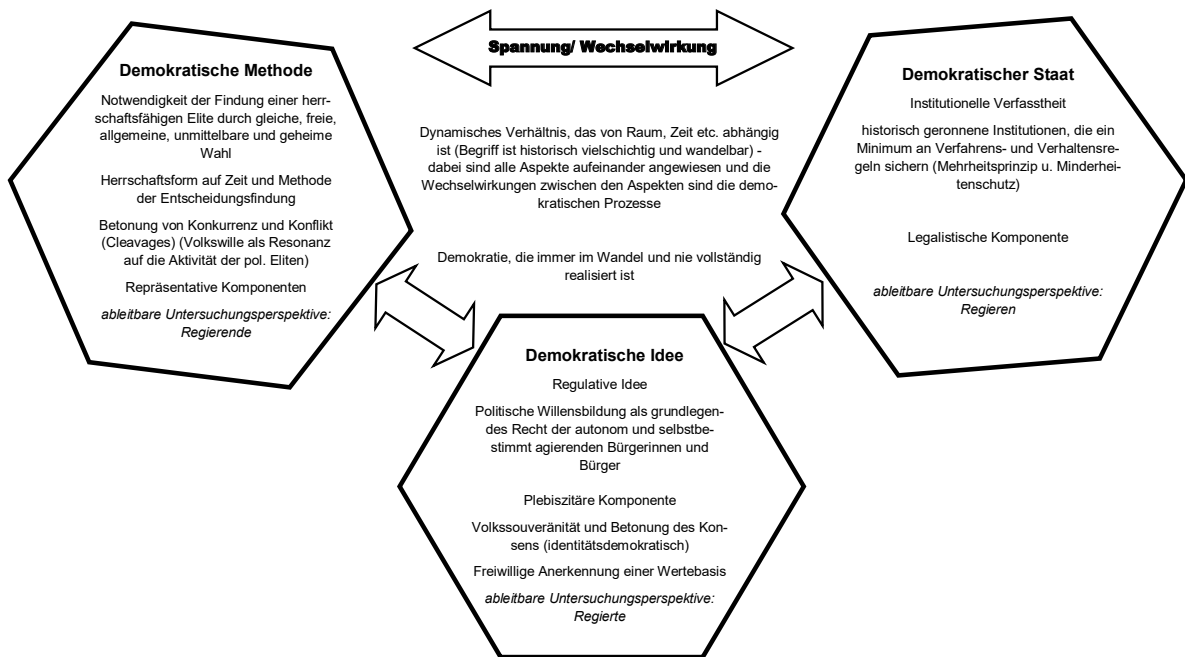 Spannung/ Wechselwirkung
Demokratische Methode
Notwendigkeit der Findung einer herr-
schaftsfähigen Elite durch gleiche, freie,
allgemeine, unmittelbare und geheime
Wahl
Herrschaftsform auf Zeit und Methode
der Entscheidungsfindung
Betonung von Konkurrenz und Konflikt
(Cleavages) (Volkswille als Resonanz
auf die Aktivität der pol. Eliten)
Repräsentative Komponenten
ableitbare Untersuchungsperspektive:
Regierende
Dynamisches Verhältnis, das von Raum, Zeit etc. abhängig
ist (Begriff ist historisch vielschichtig und wandelbar) -
dabei sind alle Aspekte aufeinander angewiesen und die
Wechselwirkungen zwischen den Aspekten sind die demo-
kratischen Prozesse
Demokratie, die immer im Wandel und nie vollständig
realisiert ist
Demokratischer Staat
Institutionelle Verfasstheit
historisch geronnene Institutionen, die ein
Minimum an Verfahrens- und Verhaltensre-
geln sichern (Mehrheitsprinzip u. Minderhei-
tenschutz)
Legalistische Komponente
ableitbare Untersuchungsperspektive:
Regieren
Demokratische Idee
Regulative Idee
Politische Willensbildung als grundlegen-
des Recht der autonom und selbstbe-
stimmt agierenden Bürgerinnen und
Bürger
Plebiszitäre Komponente
Volkssouveränität und Betonung des Kon-
sens (identitätsdemokratisch)
Freiwillige Anerkennung einer Wertebasis
ableitbare Untersuchungsperspektive:
Regierte